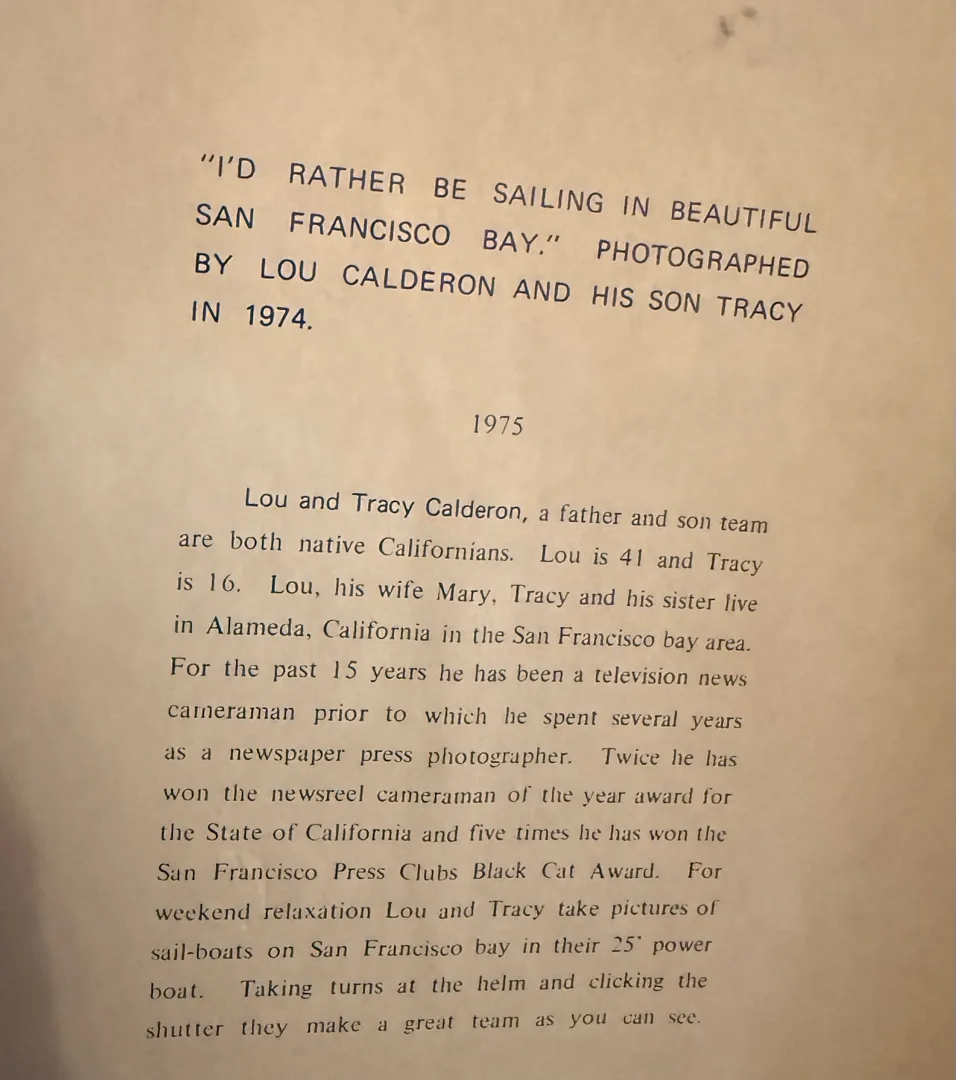 "I'D RATHER BE SAILING IN BEAUTIFUL
SAN FRANCISCO BAY." PHOTOGRAPHED
BY LOU CALDERON AND HIS SON TRACY
IN 1974.
1975
Lou and Tracy Calderon, a father and son team
are both native Californians. Lou is 41 and Tracy
is 16. Lou, his wife Mary, Tracy and his sister live
in Alameda, California in the San Francisco bay area.
For the past 15 years he has been a television news
cameraman prior to which he spent several years
as a newspaper press photographer. Twice he has
won the newsreel cameraman of the year award for
the State of California and five times he has won the
San Francisco Press Clubs Black Cat Award. For
weekend relaxation Lou and Tracy take pictures of
sail-boats on San Francisco bay in their 25' power
boat. Taking turns at the helm and clicking the
shutter they make a great team as you can see.